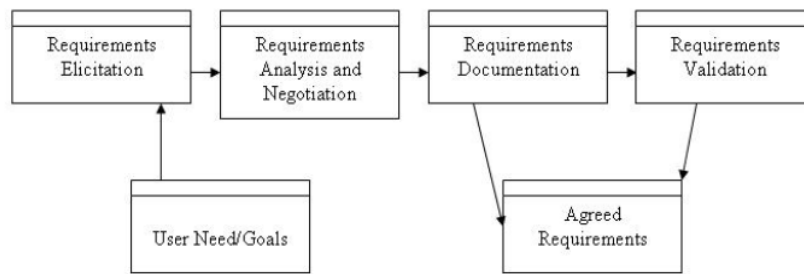 Requirements
Elicitation
Requirements
Analysis and
Negotiation
Requirements
Documentation
Requirements
Validation
User Need/Goals
Agreed
Requirements